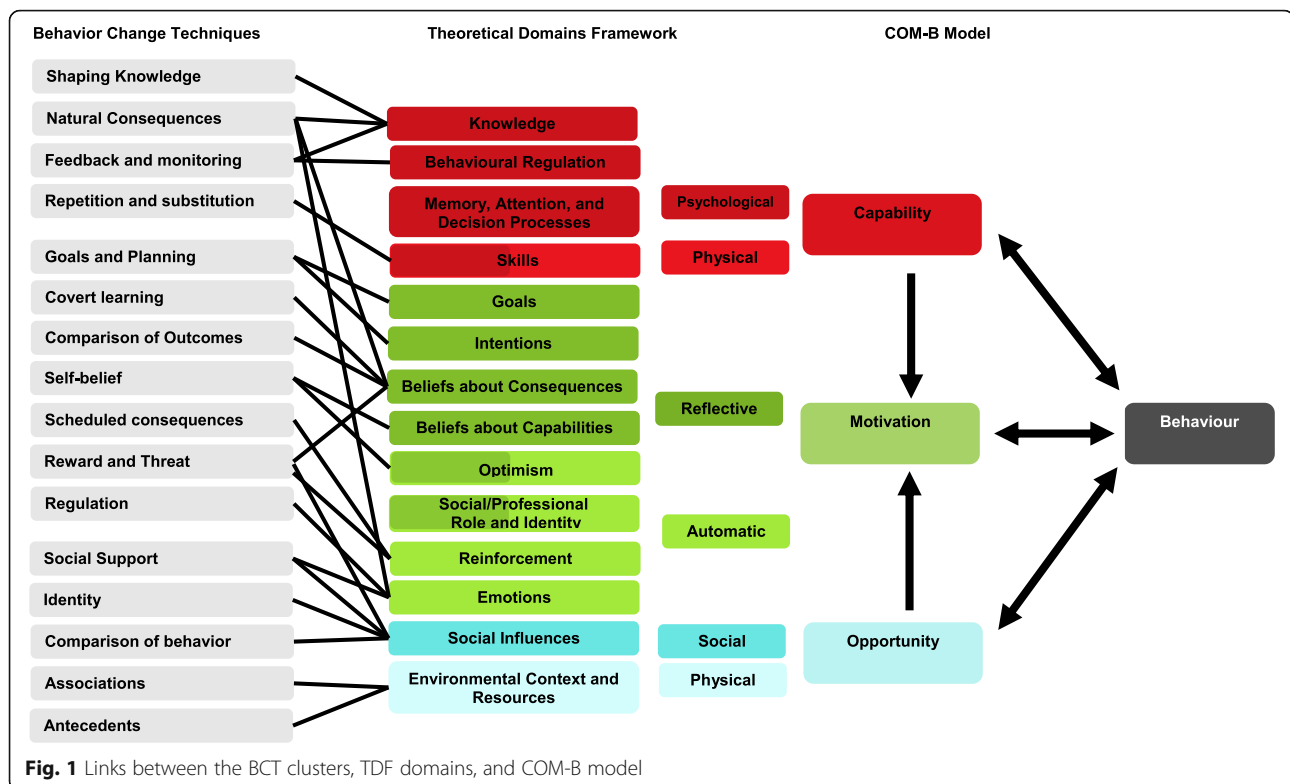 Behavior Change Techniques
Theoretical Domains Framework
COM-B Model
Shaping Knowledge
Natural Consequences
Feedback and monitoring
Repetition and substitution
Goals and Planning
Covert learning
Comparison of Outcomes
Self-belief
Scheduled consequences
Reward and Threat
Regulation
Social Support
Identity
Comparison of behavior
Associations
Antecedents
Knowledge
Behavioural Regulation
Memory, Attention, and
Decision Processes
Skills
Goals
Intentions
Beliefs about Consequences
Beliefs about Capabilities
Optimism
Social/Professional
Role and Identity
Reinforcement
Emotions
Social Influences
Environmental Context and
Resources
Psychological
Physical
Reflective
Automatic
Social
Physical
Capability
Motivation
Opportunity
Behaviour
Fig. 1 Links between the BCT clusters, TDF domains, and COM-B model